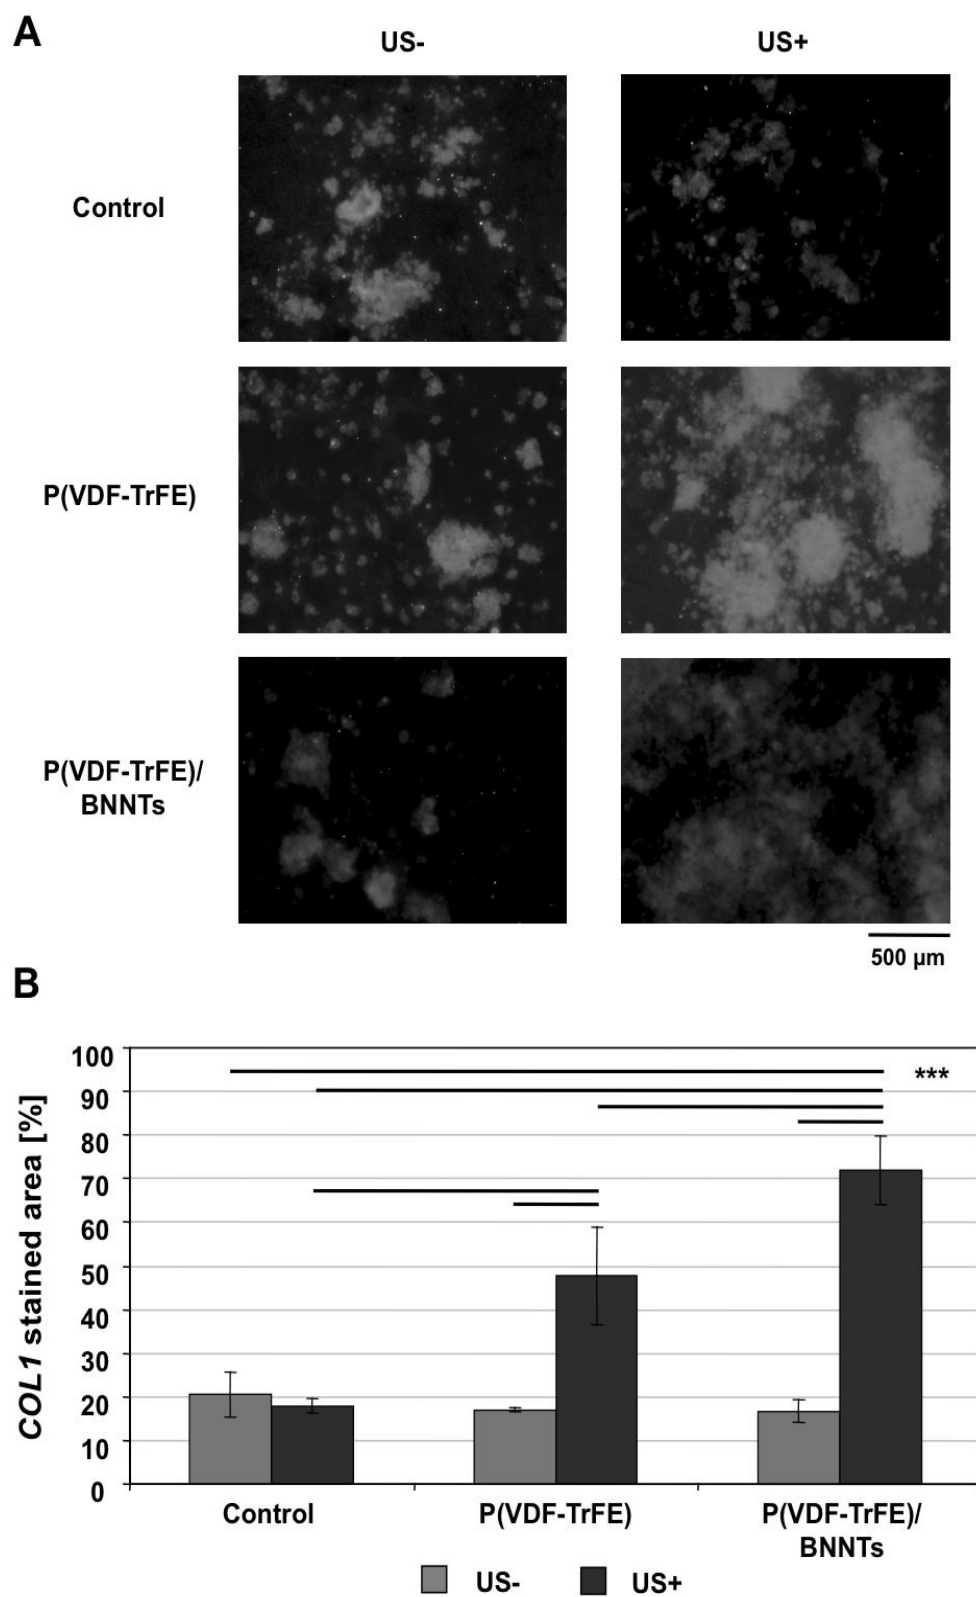 A
US-
US+
Control
P(VDF-TrFE)
P(VDF-TrFE)/
BNNTs
500 µm
B
COL1 stained area [%]
100
90
80
70
60
50
40
30
20
10
0
***
Control
P(VDF-TrFE)
P(VDF-TrFE)/
BNNTs
US-
US+